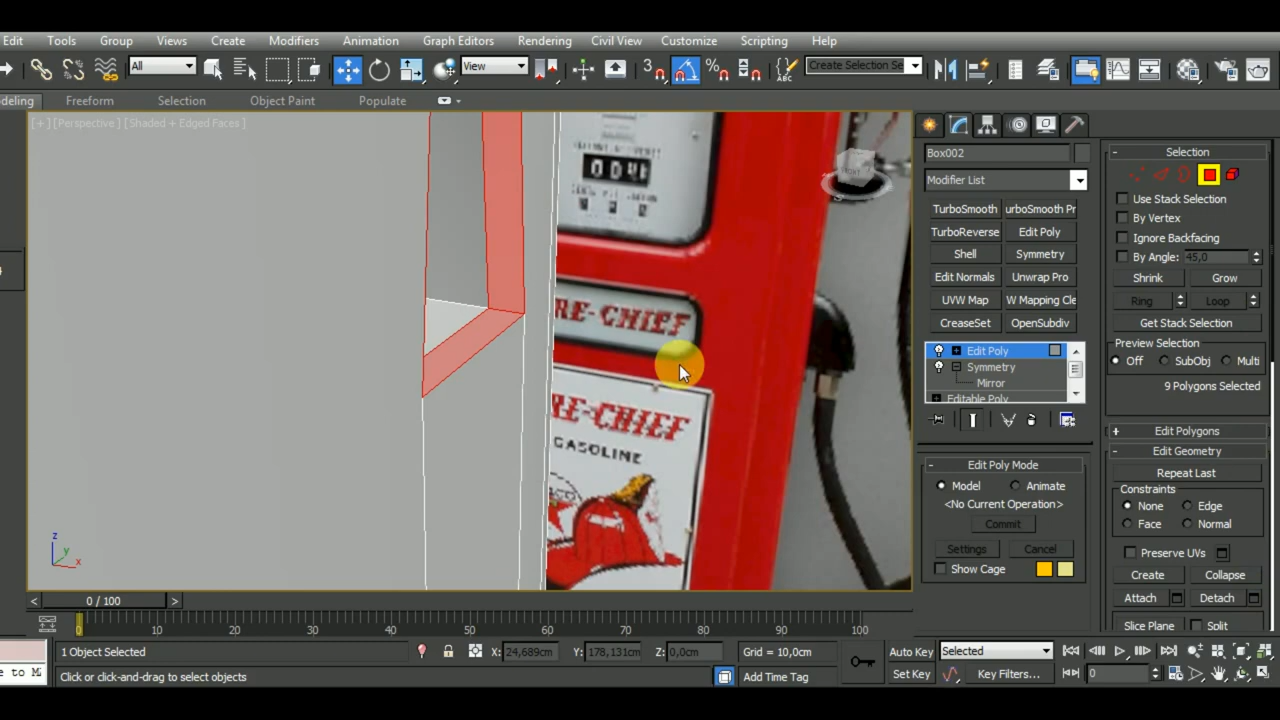 Edit Tools Group Views Create Modifiers Animation Graph Editors Rendering Civil View Customize Scripting Help
All View 3 ABC Create Selection Se
deling Freeform Selection Object Paint Populate
[+] [Perspective] [Shaded + Edged Faces]
RE-CHIEF
RE-CHIEF
GASOLINE
z
y
x
Box002
Modifier List
TurboSmooth urboSmooth Pr
TurboReverse Edit Poly
Shell Symmetry
Edit Normals Unwrap Pro
UVW Map W Mapping Cle
CreaseSet OpenSubdiv
Edit Poly
Symmetry
Mirror
Editable Poly
- Edit Poly Mode
Model Animate
<No Current Operation>
Commit
Settings Cancel
Show Cage
- Selection
Use Stack Selection
By Vertex
Ignore Backfacing
By Angle: 45,0
Shrink Grow
Ring Loop
Get Stack Selection
Preview Selection
Off SubObj Multi
9 Polygons Selected
+ Edit Polygons
- Edit Geometry
Repeat Last
Constraints
None Edge
Face Normal
Preserve UVs
Create Collapse
Attach Detach
Slice Plane Split
< 0 / 100 >
0 10 20 30 40 50 60 70 80 90 100
1 Object Selected X: 24,689cm Y: 178,131cm Z: 0,0cm Grid = 10,0cm Auto Key Selected
e to Mi Click or click-and-drag to select objects Add Time Tag Set Key Key Filters... 0